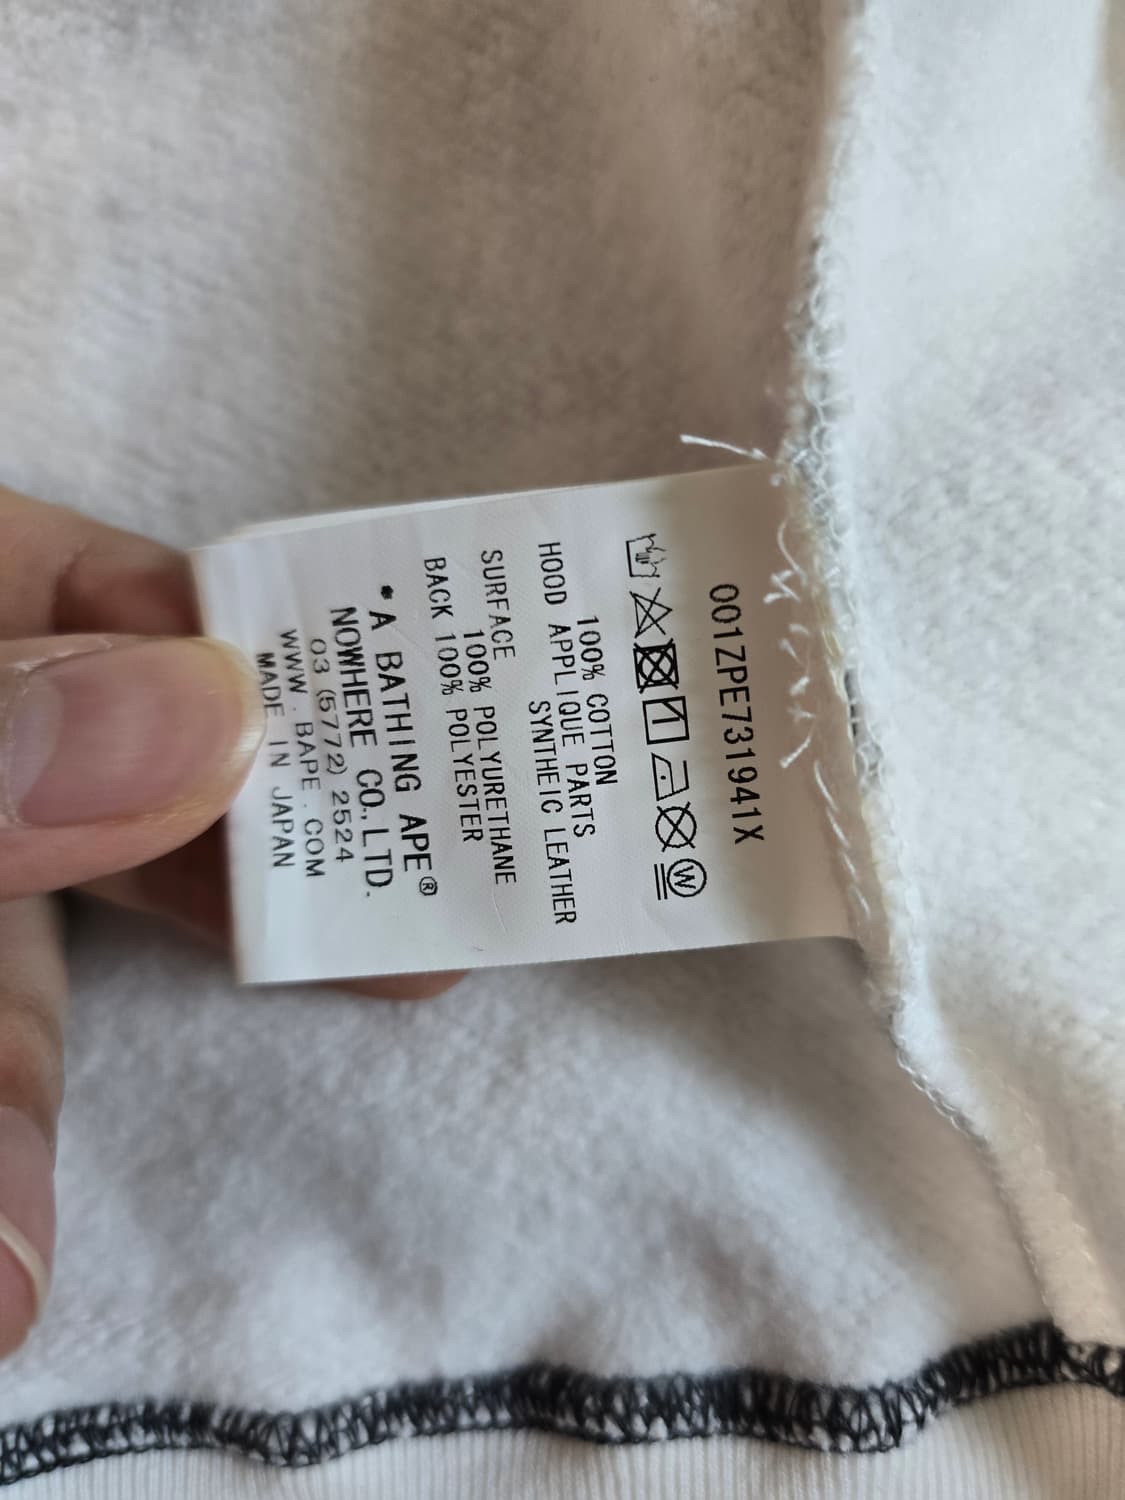 001ZPE731941X
W
100% COTTON
HOOD APPLIQUE PARTS
SYNTHEIC LEATHER
SURFACE
100% POLYURETHANE
BACK 100% POLYESTER
* A BATHING APE®
NOWHERE CO., LTD.
03 (5772) 2524
WWW.BAPE.COM
MADE IN JAPAN